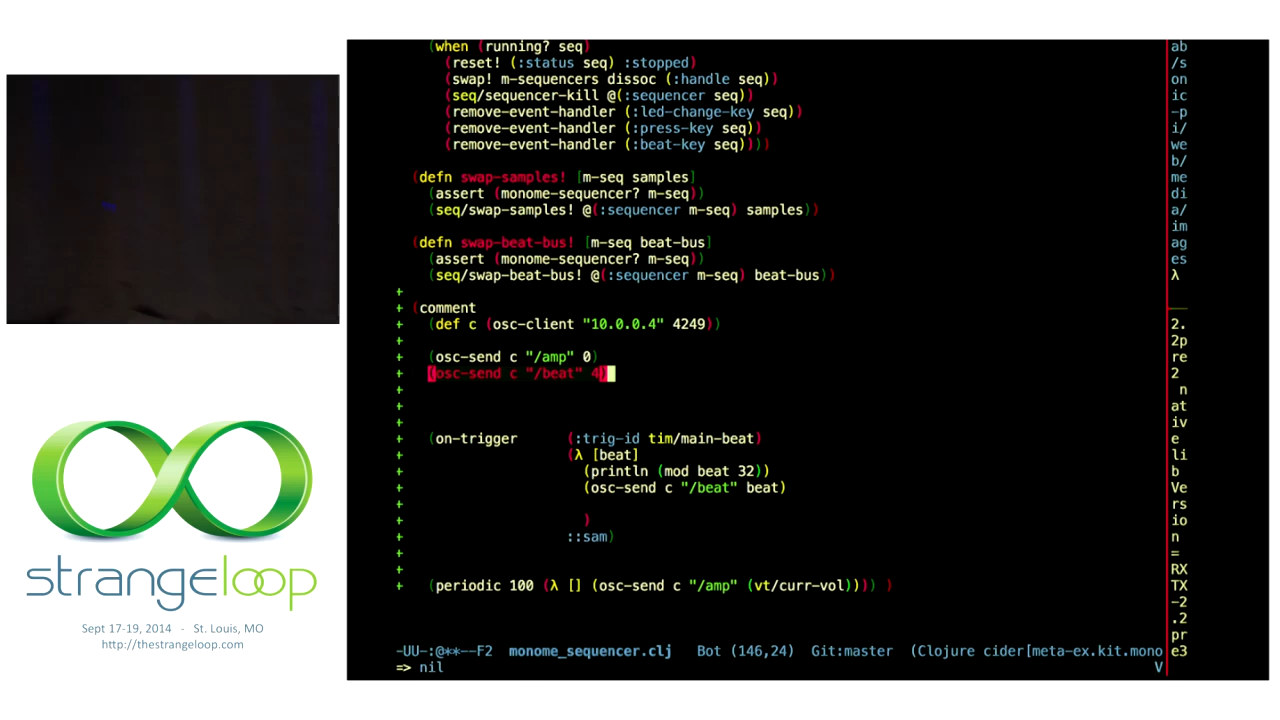 (when (running? seq)
(reset! (:status seq) :stopped)
(swap! m-sequencers dissoc (:handle seq))
(seq/sequencer-kill @(:sequencer seq))
(remove-event-handler (:led-change-key seq))
(remove-event-handler (:press-key seq))
(remove-event-handler (:beat-key seq))))
(defn swap-samples! [m-seq samples]
(assert (monome-sequencer? m-seq))
(seq/swap-samples! @(:sequencer m-seq) samples))
(defn swap-beat-bus! [m-seq beat-bus]
(assert (monome-sequencer? m-seq))
(seq/swap-beat-bus! @(:sequencer m-seq) beat-bus))
+
+ (comment
+ (def c (osc-client "10.0.0.4" 4249))
+
+ (osc-send c "/amp" 0)
+ (osc-send c "/beat" 4)
+
+
+
+ (on-trigger (:trig-id tim/main-beat)
+ (λ [beat]
+ (println (mod beat 32))
+ (osc-send c "/beat" beat)
+
+ )
+ ::sam)
+
+
+ (periodic 100 (λ [] (osc-send c "/amp" (vt/curr-vol)))) )
-UU-:@**--F2 monome_sequencer.clj Bot (146,24) Git:master (Clojure cider[meta-ex.kit.mono
=> nil V
ab
/s
on
ic
-p
i/
we
b/
me
di
a/
im
ag
es
λ
2.
2p
re
2
n
at
iv
e
li
b
Ve
rs
io
n
=
RX
TX
-2
.2
pr
e3
strangeloop
Sept 17-19, 2014 - St. Louis, MO
http://thestrangeloop.com